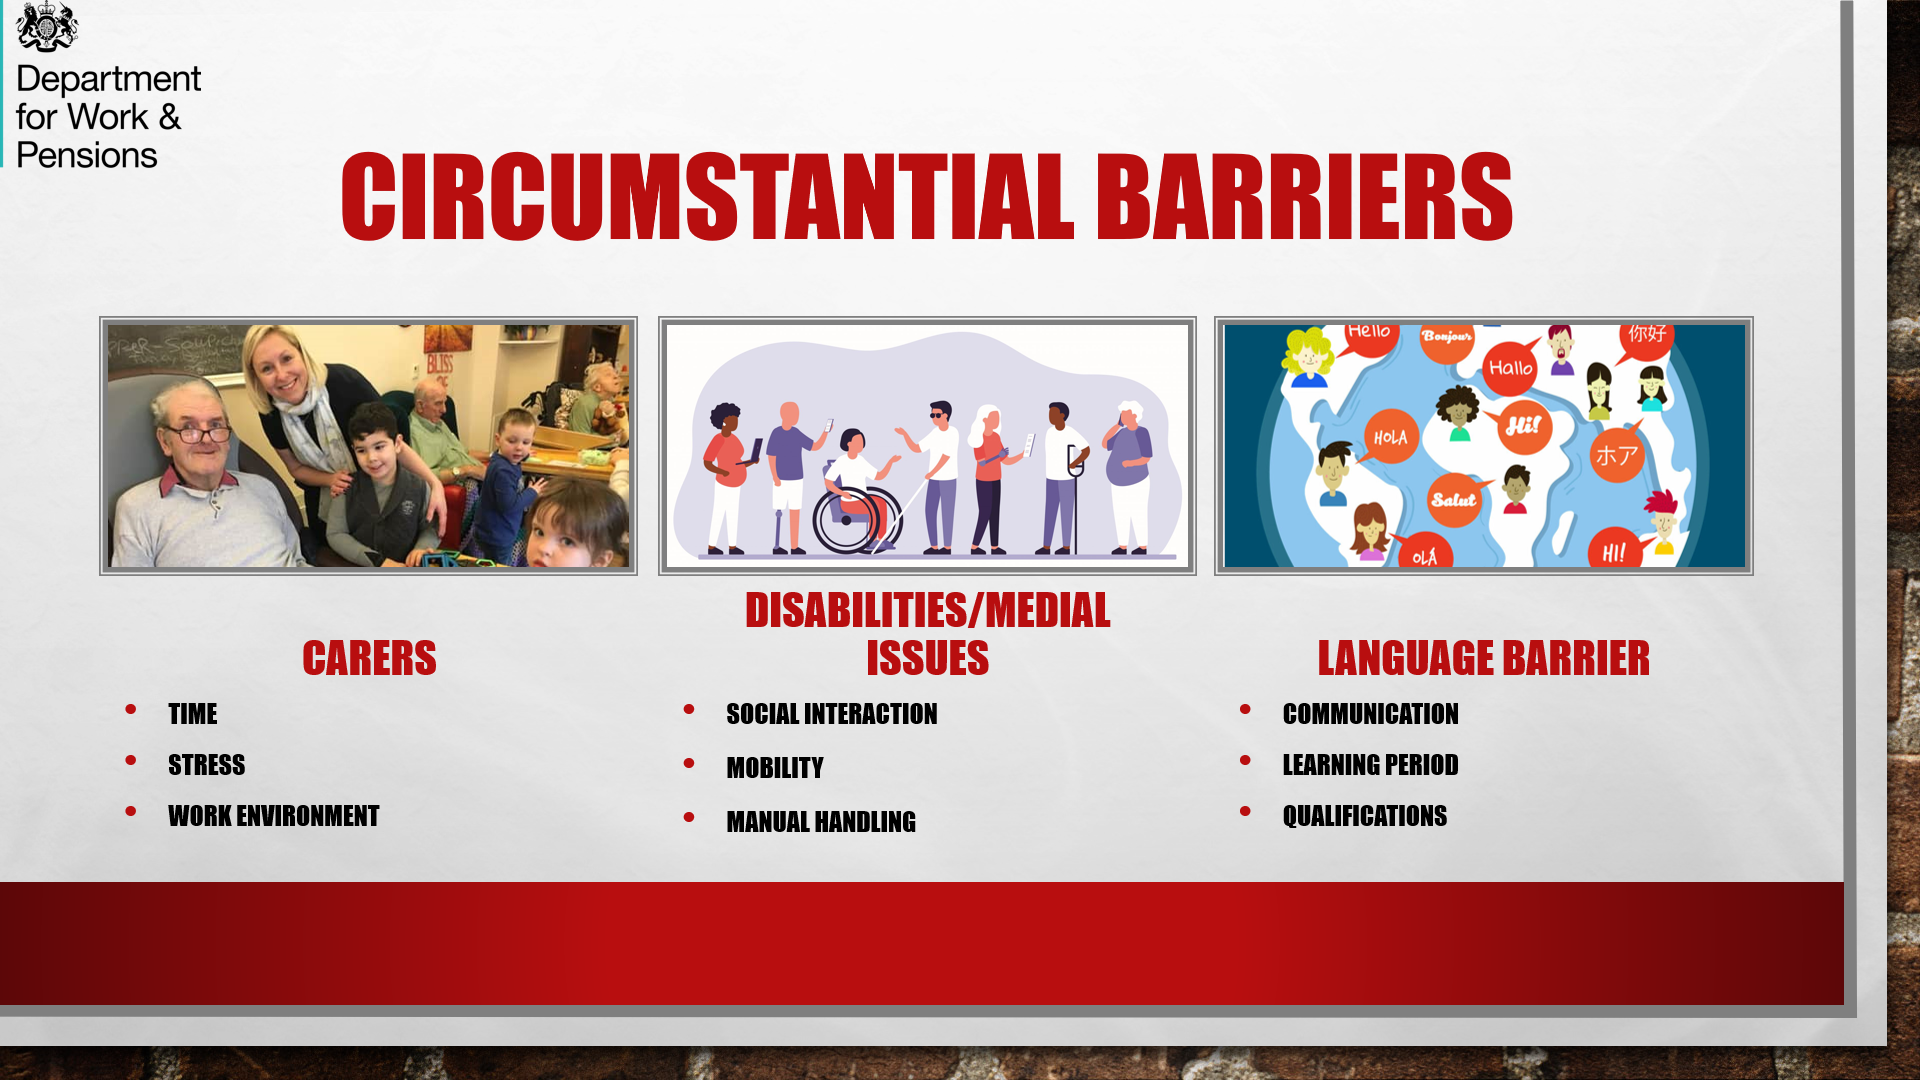 Department
for Work &
Pensions
CIRCUMSTANTIAL BARRIERS
BLISS
Hello
Bonjour
Hallo
你好
HOLA
Hi!
ホア
Salut
OLÁ
HI!
CARERS
DISABILITIES/MEDIAL
ISSUES
LANGUAGE BARRIER
• TIME
• STRESS
• WORK ENVIRONMENT
• SOCIAL INTERACTION
• MOBILITY
• MANUAL HANDLING
• COMMUNICATION
• LEARNING PERIOD
• QUALIFICATIONS